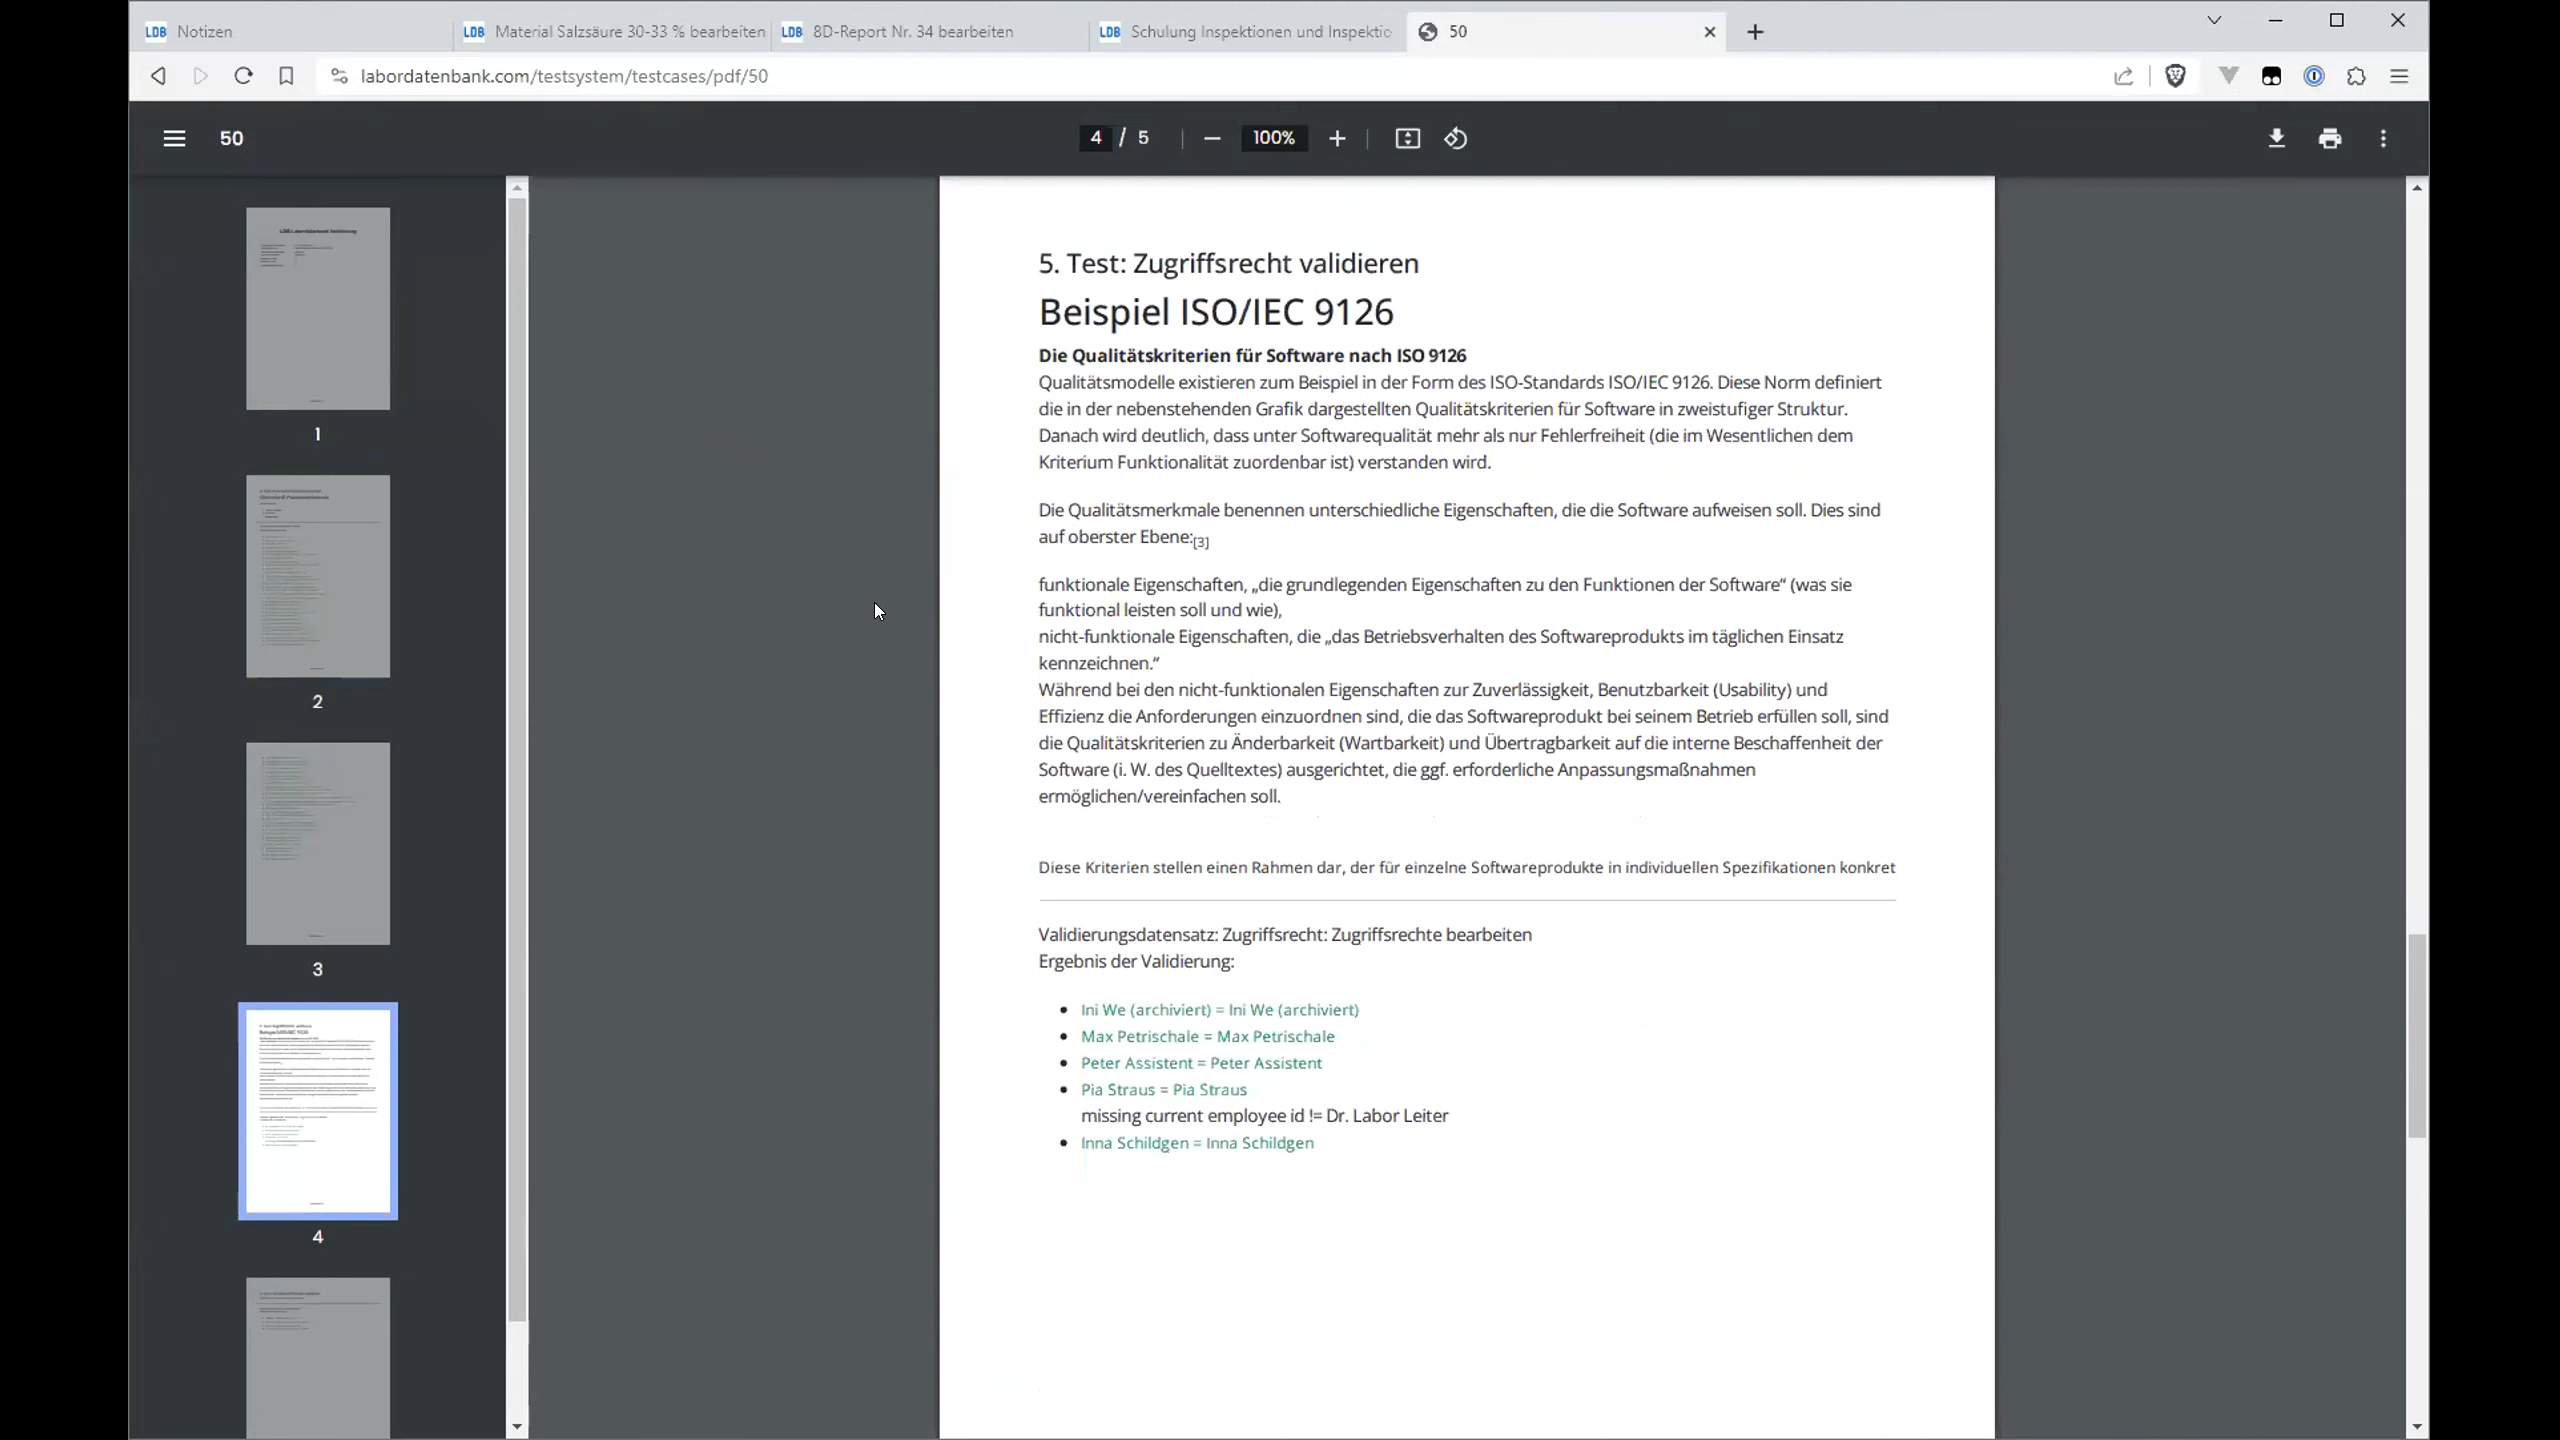 LDB Notizen
LDB Material Salzsäure 30-33 % bearbeiten
LDB 8D-Report Nr. 34 bearbeiten
LDB Schulung Inspektionen und Inspektio
50
labordatenbank.com/testsystem/testcases/pdf/50
50
4 / 5
100%
1
2
3
4
5. Test: Zugriffsrecht validieren
Beispiel ISO/IEC 9126
Die Qualitätskriterien für Software nach ISO 9126
Qualitätsmodelle existieren zum Beispiel in der Form des ISO-Standards ISO/IEC 9126. Diese Norm definiert
die in der nebenstehenden Grafik dargestellten Qualitätskriterien für Software in zweistufiger Struktur.
Danach wird deutlich, dass unter Softwarequalität mehr als nur Fehlerfreiheit (die im Wesentlichen dem
Kriterium Funktionalität zuordenbar ist) verstanden wird.
Die Qualitätsmerkmale benennen unterschiedliche Eigenschaften, die die Software aufweisen soll. Dies sind
auf oberster Ebene:[3]
funktionale Eigenschaften, „die grundlegenden Eigenschaften zu den Funktionen der Software“ (was sie
funktional leisten soll und wie),
nicht-funktionale Eigenschaften, die „das Betriebsverhalten des Softwareprodukts im täglichen Einsatz
kennzeichnen.“
Während bei den nicht-funktionalen Eigenschaften zur Zuverlässigkeit, Benutzbarkeit (Usability) und
Effizienz die Anforderungen einzuordnen sind, die das Softwareprodukt bei seinem Betrieb erfüllen soll, sind
die Qualitätskriterien zu Änderbarkeit (Wartbarkeit) und Übertragbarkeit auf die interne Beschaffenheit der
Software (i. W. des Quelltextes) ausgerichtet, die ggf. erforderliche Anpassungsmaßnahmen
ermöglichen/vereinfachen soll.
Diese Kriterien stellen einen Rahmen dar, der für einzelne Softwareprodukte in individuellen Spezifikationen konkret
Validierungsdatensatz: Zugriffsrecht: Zugriffsrechte bearbeiten
Ergebnis der Validierung:
• Ini We (archiviert) = Ini We (archiviert)
• Max Petrischale = Max Petrischale
• Peter Assistent = Peter Assistent
• Pia Straus = Pia Straus
missing current employee id != Dr. Labor Leiter
• Inna Schildgen = Inna Schildgen